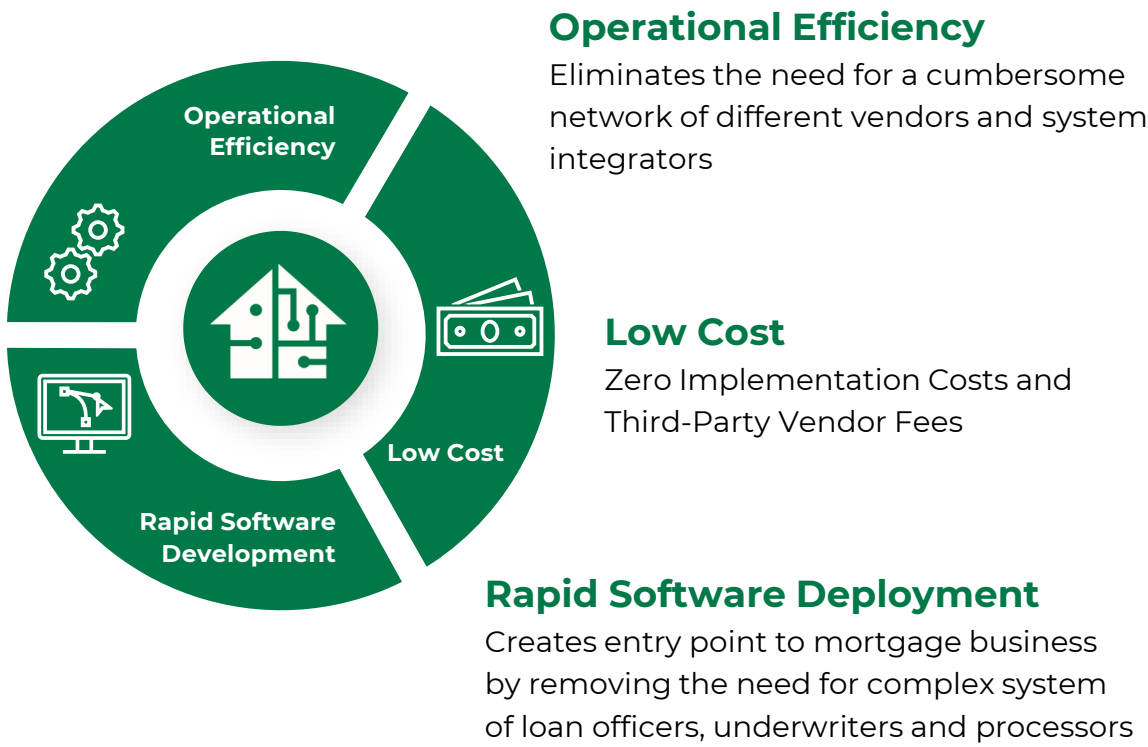 Operational Efficiency
Eliminates the need for a cumbersome
network of different vendors and system
integrators
Operational
Efficiency
Low Cost
Zero Implementation Costs and
Third-Party Vendor Fees
Low Cost
Rapid Software
Development
Rapid Software Deployment
Creates entry point to mortgage business
by removing the need for complex system
of loan officers, underwriters and processors